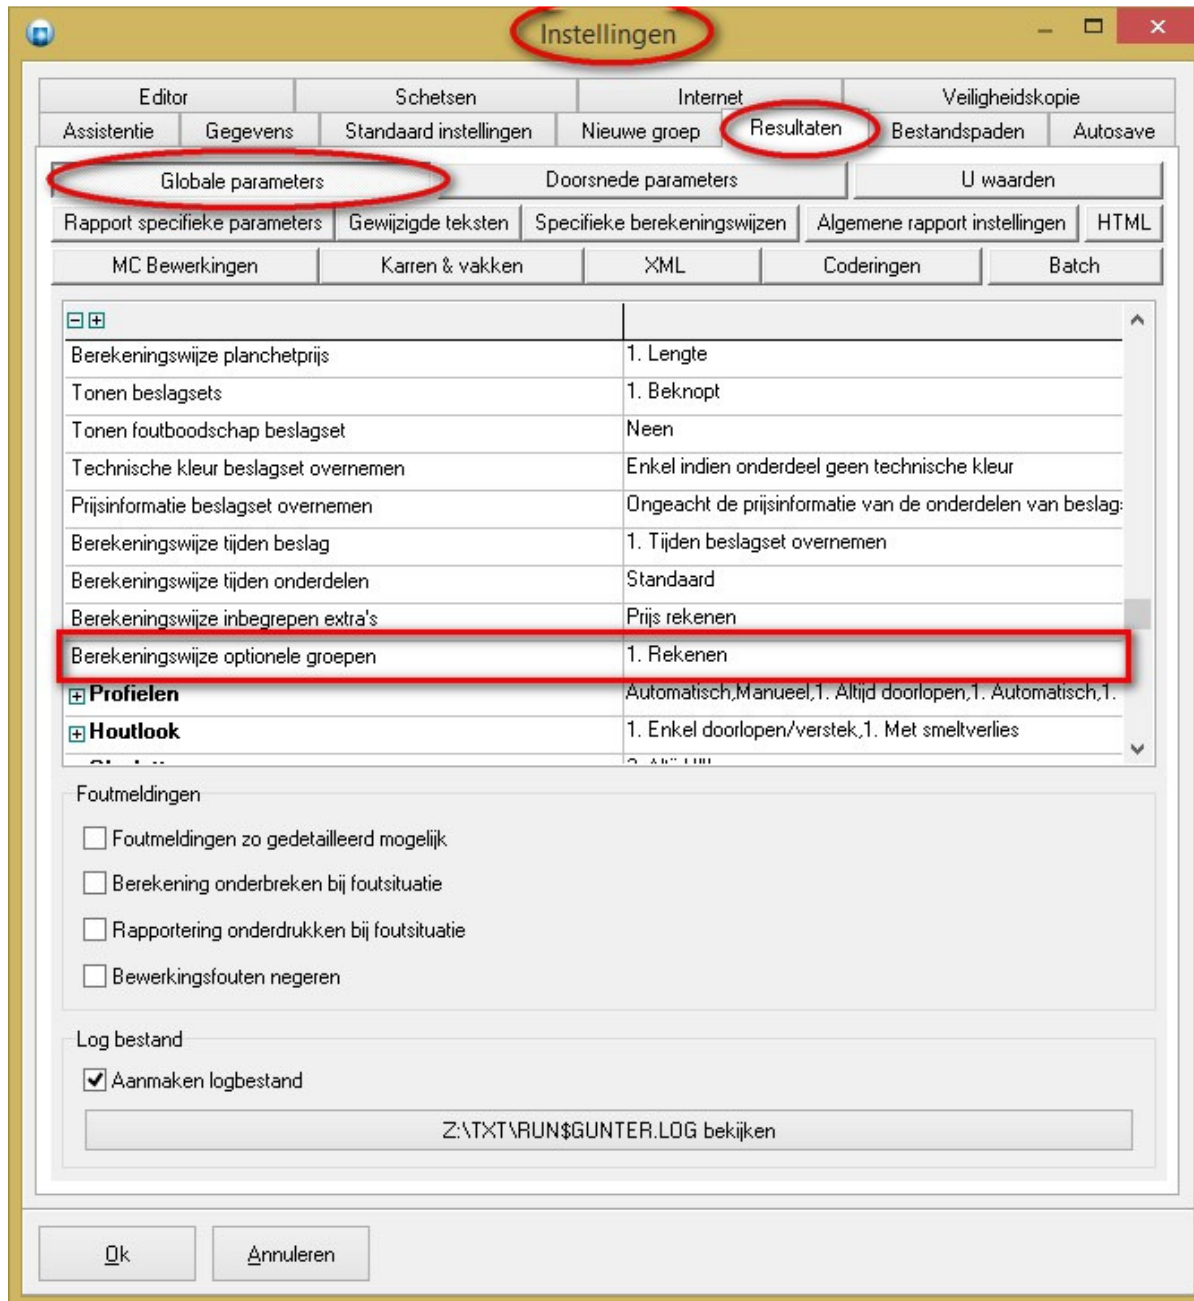 Instellingen
Editor Schetsen Internet Veiligheidskopie
Assistentie Gegevens Standaard instellingen Nieuwe groep Resultaten Bestandspaden Autosave
Globale parameters Doorsnede parameters U waarden
Rapport specifieke parameters Gewijzigde teksten Specifieke berekeningswijzen Algemene rapport instellingen HTML
MC Bewerkingen Karren & vakken XML Coderingen Batch
Berekeningswijze planchetprijs 1. Lengte
Tonen beslagsets 1. Beknopt
Tonen foutboodschap beslagset Neen
Technische kleur beslagset overnemen Enkel indien onderdeel geen technische kleur
Prijsinformatie beslagset overnemen Ongeacht de prijsinformatie van de onderdelen van beslag
Berekeningswijze tijden beslag 1. Tijden beslagset overnemen
Berekeningswijze tijden onderdelen Standaard
Berekeningswijze inbegrepen extra's Prijs rekenen
Berekeningswijze optionele groepen 1. Rekenen
Profielen Automatisch,Manueel,1. Altijd doorlopen,1. Automatisch,1.
Houtlook 1. Enkel doorlopen/verstek,1. Met smeltverlies
Foutmeldingen
Foutmeldingen zo gedetailleerd mogelijk
Berekening onderbreken bij foutsituatie
Rapportering onderdrukken bij foutsituatie
Bewerkingsfouten negeren
Log bestand
Aanmaken logbestand
Z:\TXT\RUN$GUNTER.LOG bekijken
Ok Annuleren